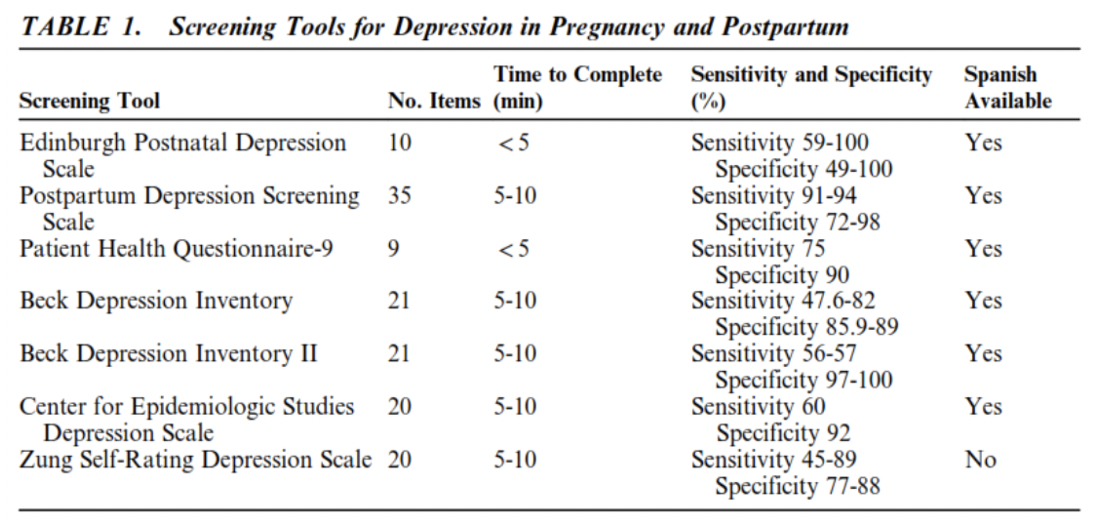 TABLE 1. Screening Tools for Depression in Pregnancy and Postpartum
Time to Complete Sensitivity and Specificity Spanish
Screening Tool No. Items (min) (%) Available
Edinburgh Postnatal Depression 10 <5 Sensitivity 59-100 Yes
Scale Specificity 49-100
Postpartum Depression Screening 35 5-10 Sensitivity 91-94 Yes
Scale Specificity 72-98
Patient Health Questionnaire-9 9 <5 Sensitivity 75 Yes
Specificity 90
Beck Depression Inventory 21 5-10 Sensitivity 47.6-82 Yes
Specificity 85.9-89
Beck Depression Inventory II 21 5-10 Sensitivity 56-57 Yes
Specificity 97-100
Center for Epidemiologic Studies 20 5-10 Sensitivity 60 Yes
Depression Scale Specificity 92
Zung Self-Rating Depression Scale 20 5-10 Sensitivity 45-89 No
Specificity 77-88